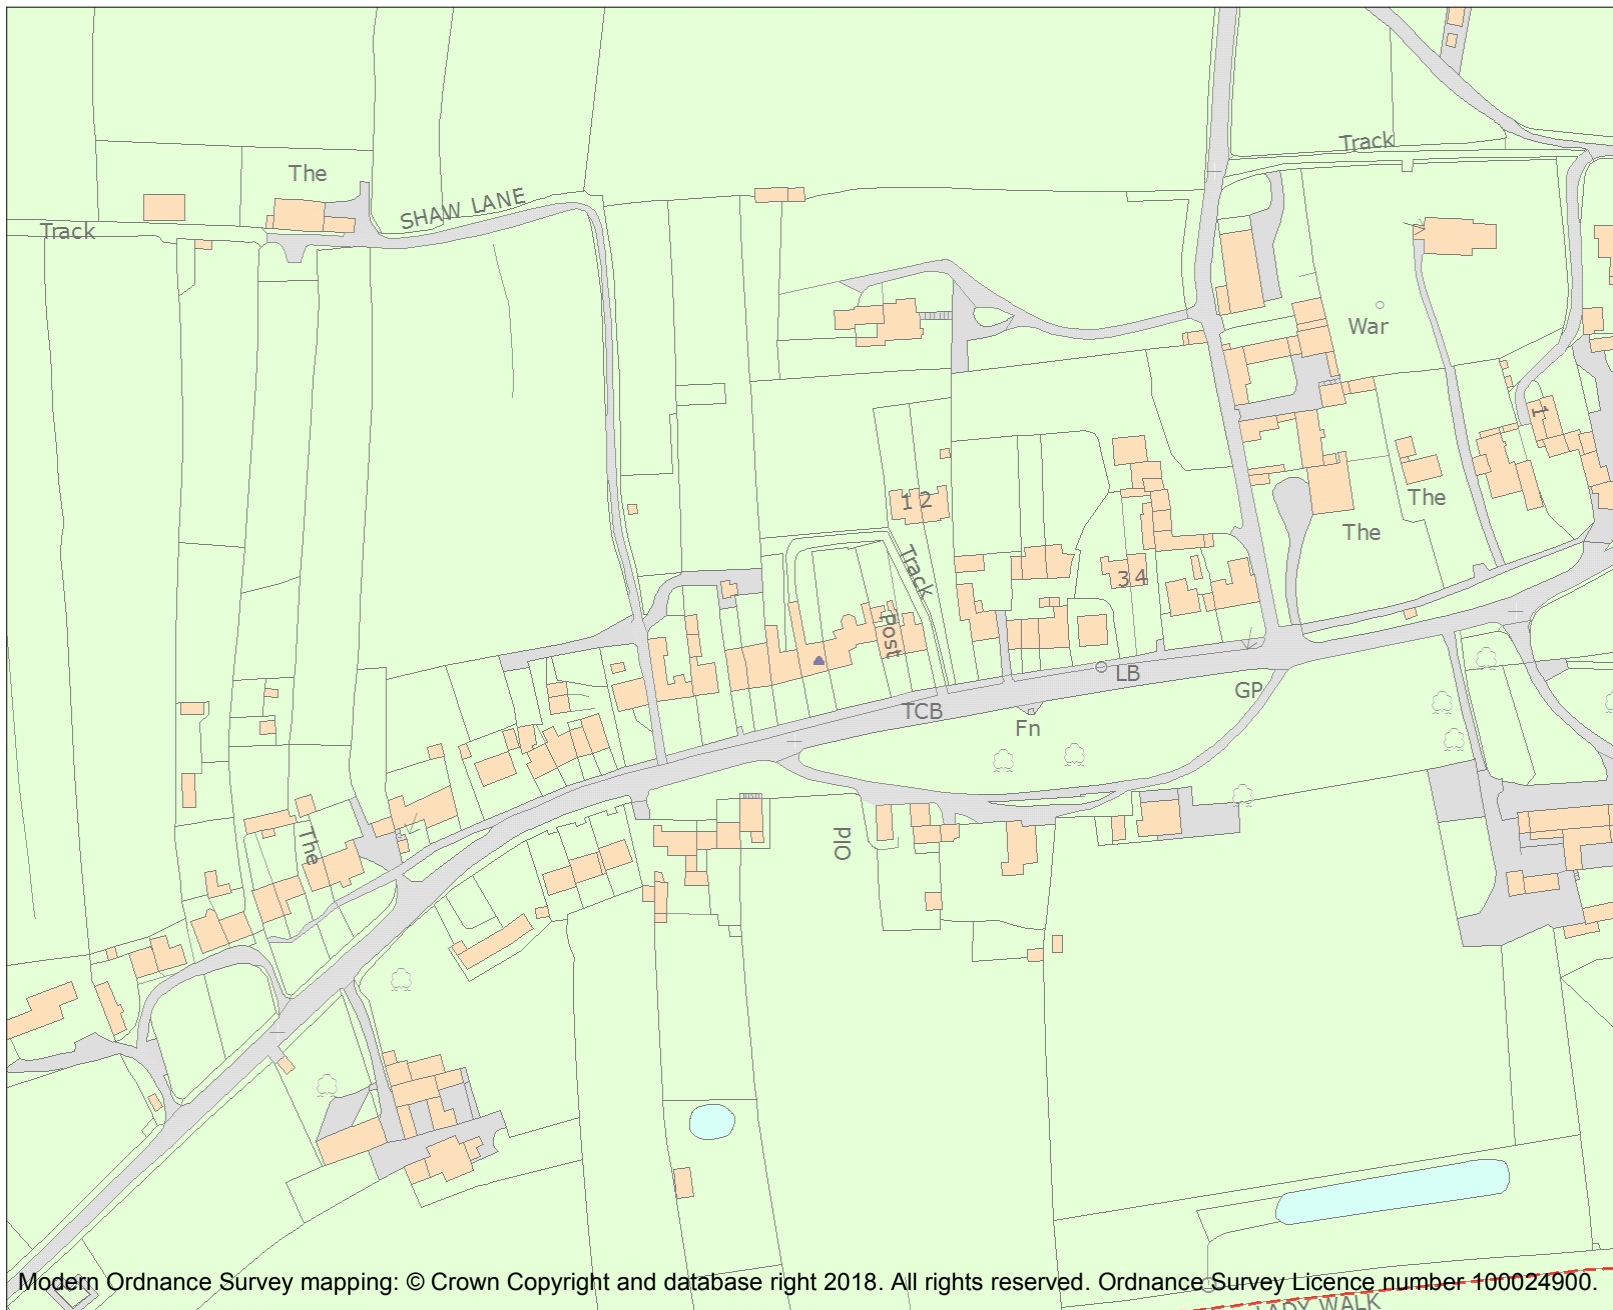 Track
The
SHAW LANE
Track
War
1
1 2
The
The
Track
3 4
Post
LB
GP
TCB
Fn
The
Old
Modern Ordnance Survey mapping: © Crown Copyright and database right 2018. All rights reserved. Ordnance Survey Licence number 100024900.
LADY WALK